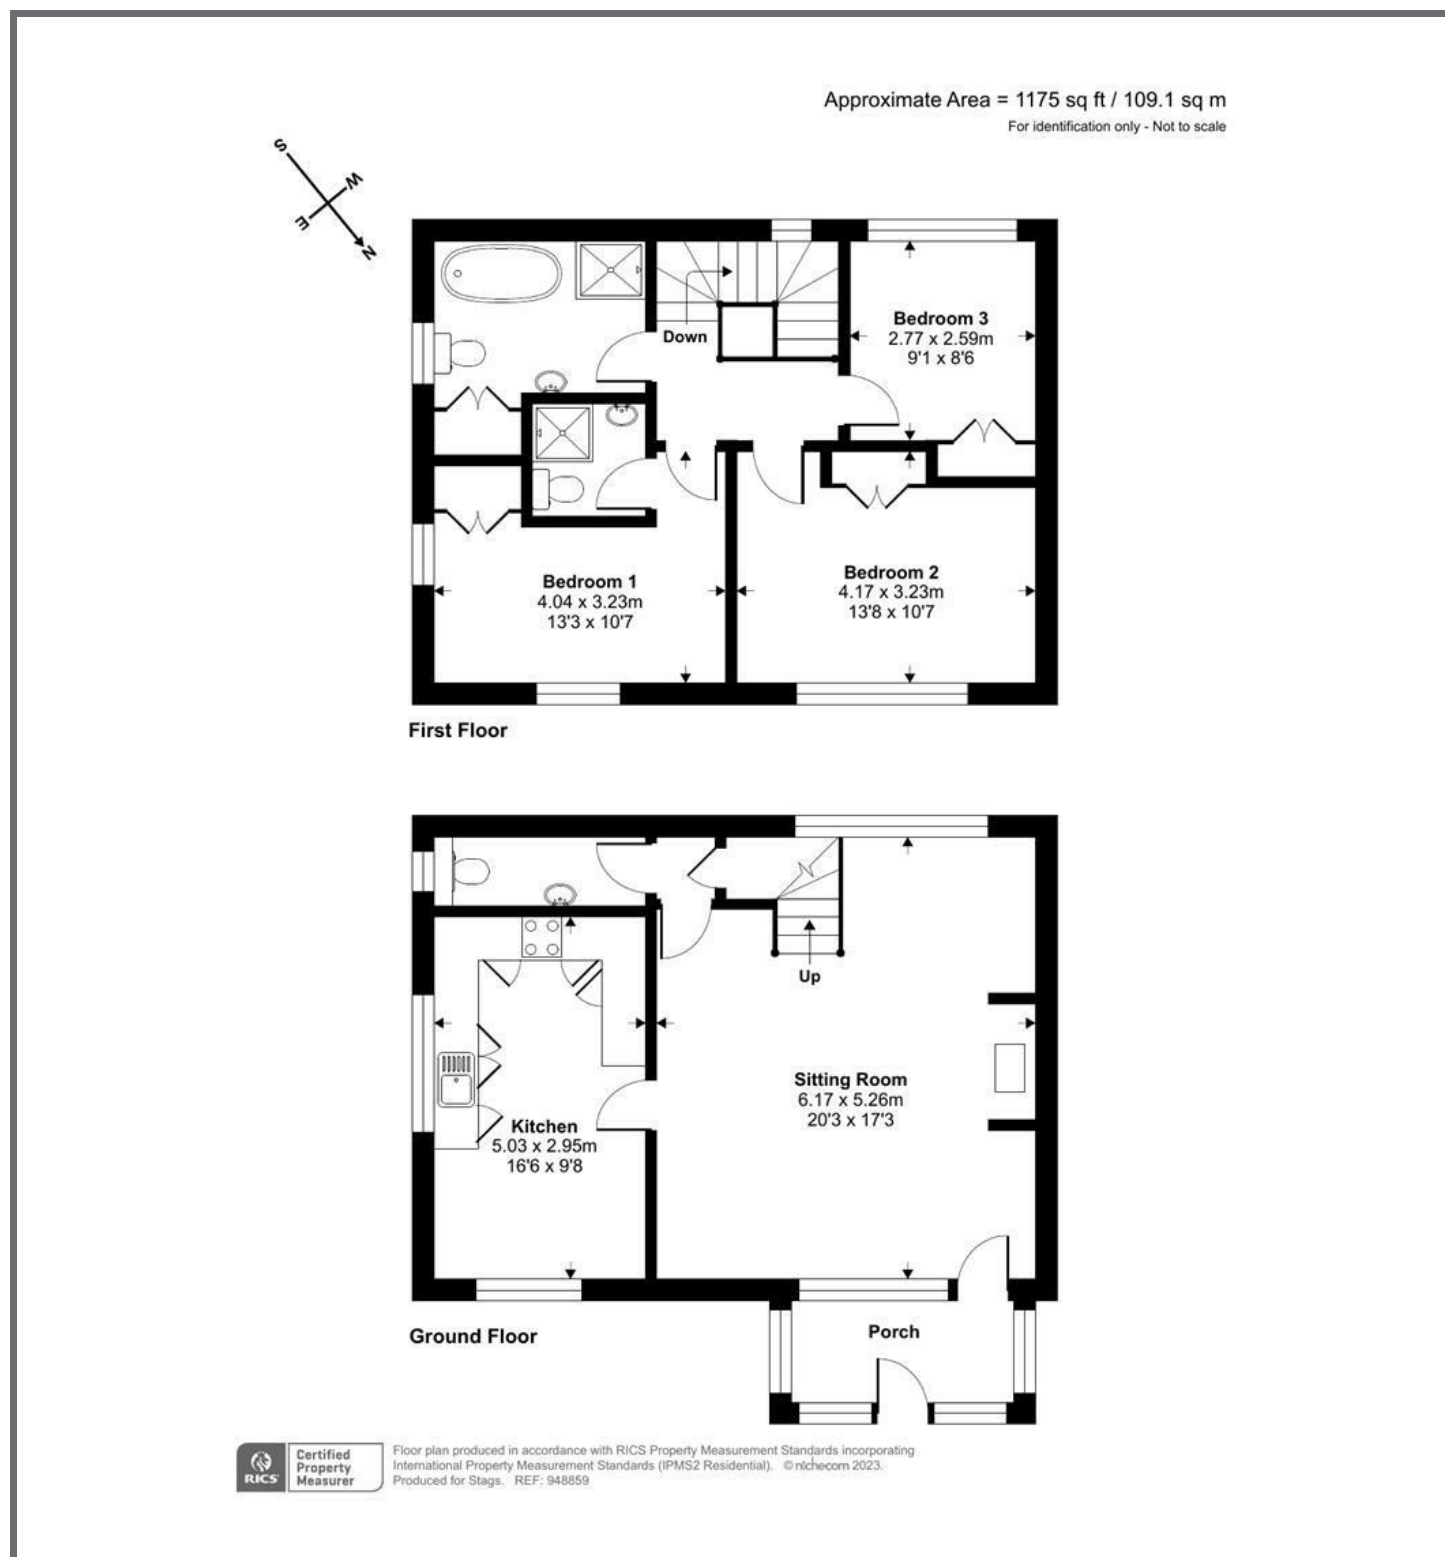 Approximate Area = 1175 sq ft / 109.1 sq m
For identification only - Not to scale
S
W
E
N
Bedroom 3
2.77 x 2.59m
9'1 x 8'6
Down
Bedroom 1
4.04 x 3.23m
13'3 x 10'7
Bedroom 2
4.17 x 3.23m
13'8 x 10'7
First Floor
Up
Sitting Room
6.17 x 5.26m
20'3 x 17'3
Kitchen
5.03 x 2.95m
16'6 x 9'8
Ground Floor
Porch
RICS
Certified
Property
Measurer
Floor plan produced in accordance with RICS Property Measurement Standards incorporating
International Property Measurement Standards (IPMS2 Residential). © nichecom 2023.
Produced for Stags. REF: 948859